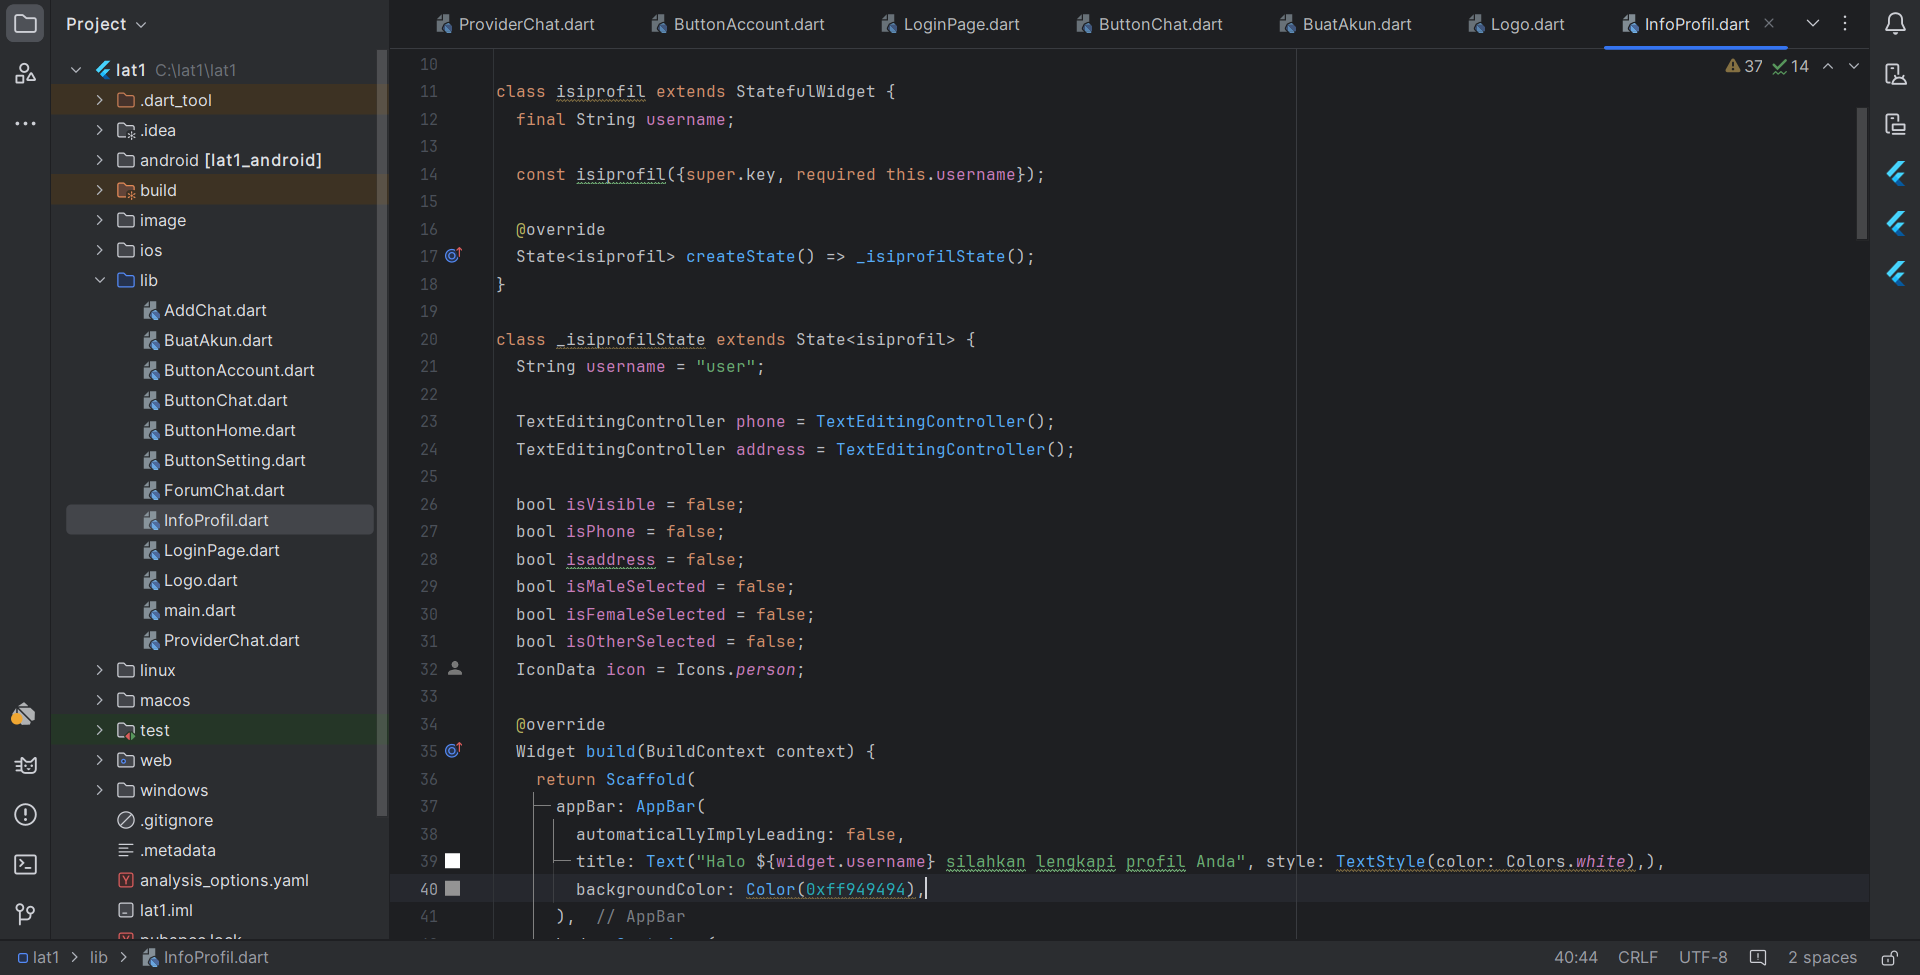 Project
ProviderChat.dart
ButtonAccount.dart
LoginPage.dart
ButtonChat.dart
BuatAkun.dart
Logo.dart
InfoProfil.dart
lat1 C:\lat1\lat1
.dart_tool
.idea
android [lat1_android]
build
image
ios
lib
AddChat.dart
BuatAkun.dart
ButtonAccount.dart
ButtonChat.dart
ButtonHome.dart
ButtonSetting.dart
ForumChat.dart
InfoProfil.dart
LoginPage.dart
Logo.dart
main.dart
ProviderChat.dart
linux
macos
test
web
windows
.gitignore
.metadata
analysis_options.yaml
lat1.iml
pubspec.lock
37 14
10
11 class isiprofil extends StatefulWidget {
12 final String username;
13
14 const isiprofil({super.key, required this.username});
15
16 @override
17 State<isiprofil> createState() => _isiprofilState();
18 }
19
20 class _isiprofilState extends State<isiprofil> {
21 String username = "user";
22
23 TextEditingController phone = TextEditingController();
24 TextEditingController address = TextEditingController();
25
26 bool isVisible = false;
27 bool isPhone = false;
28 bool isaddress = false;
29 bool isMaleSelected = false;
30 bool isFemaleSelected = false;
31 bool isOtherSelected = false;
32 IconData icon = Icons.person;
33
34 @override
35 Widget build(BuildContext context) {
36 return Scaffold(
37 appBar: AppBar(
38 automaticallyImplyLeading: false,
39 title: Text("Halo ${widget.username} silahkan lengkapi profil Anda", style: TextStyle(color: Colors.white),),
40 backgroundColor: Color(0xff949494),
41 ), // AppBar
lat1 > lib > InfoProfil.dart
40:44 CRLF UTF-8 2 spaces